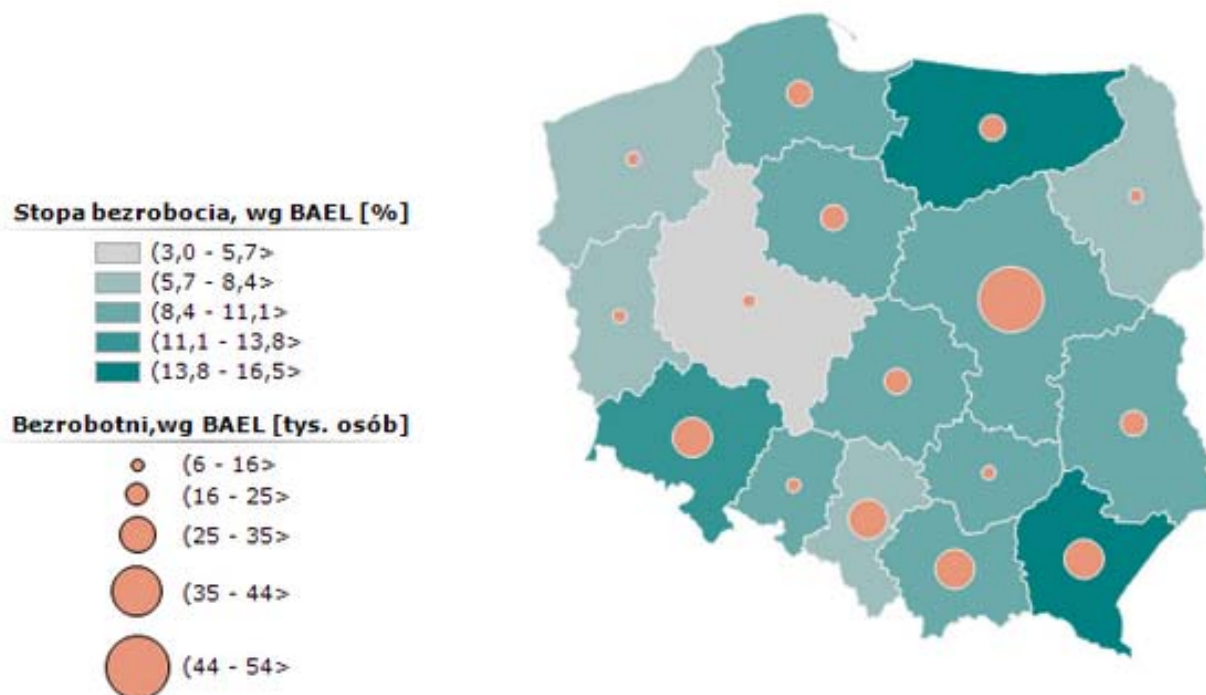 Stopa bezrobocia, wg BAEL [%]
(3,0 - 5,7>
(5,7 - 8,4>
(8,4 - 11,1>
(11,1 - 13,8>
(13,8 - 16,5>
Bezrobotni,wg BAEL [tys. osób]
(6 - 16>
(16 - 25>
(25 - 35>
(35 - 44>
(44 - 54>